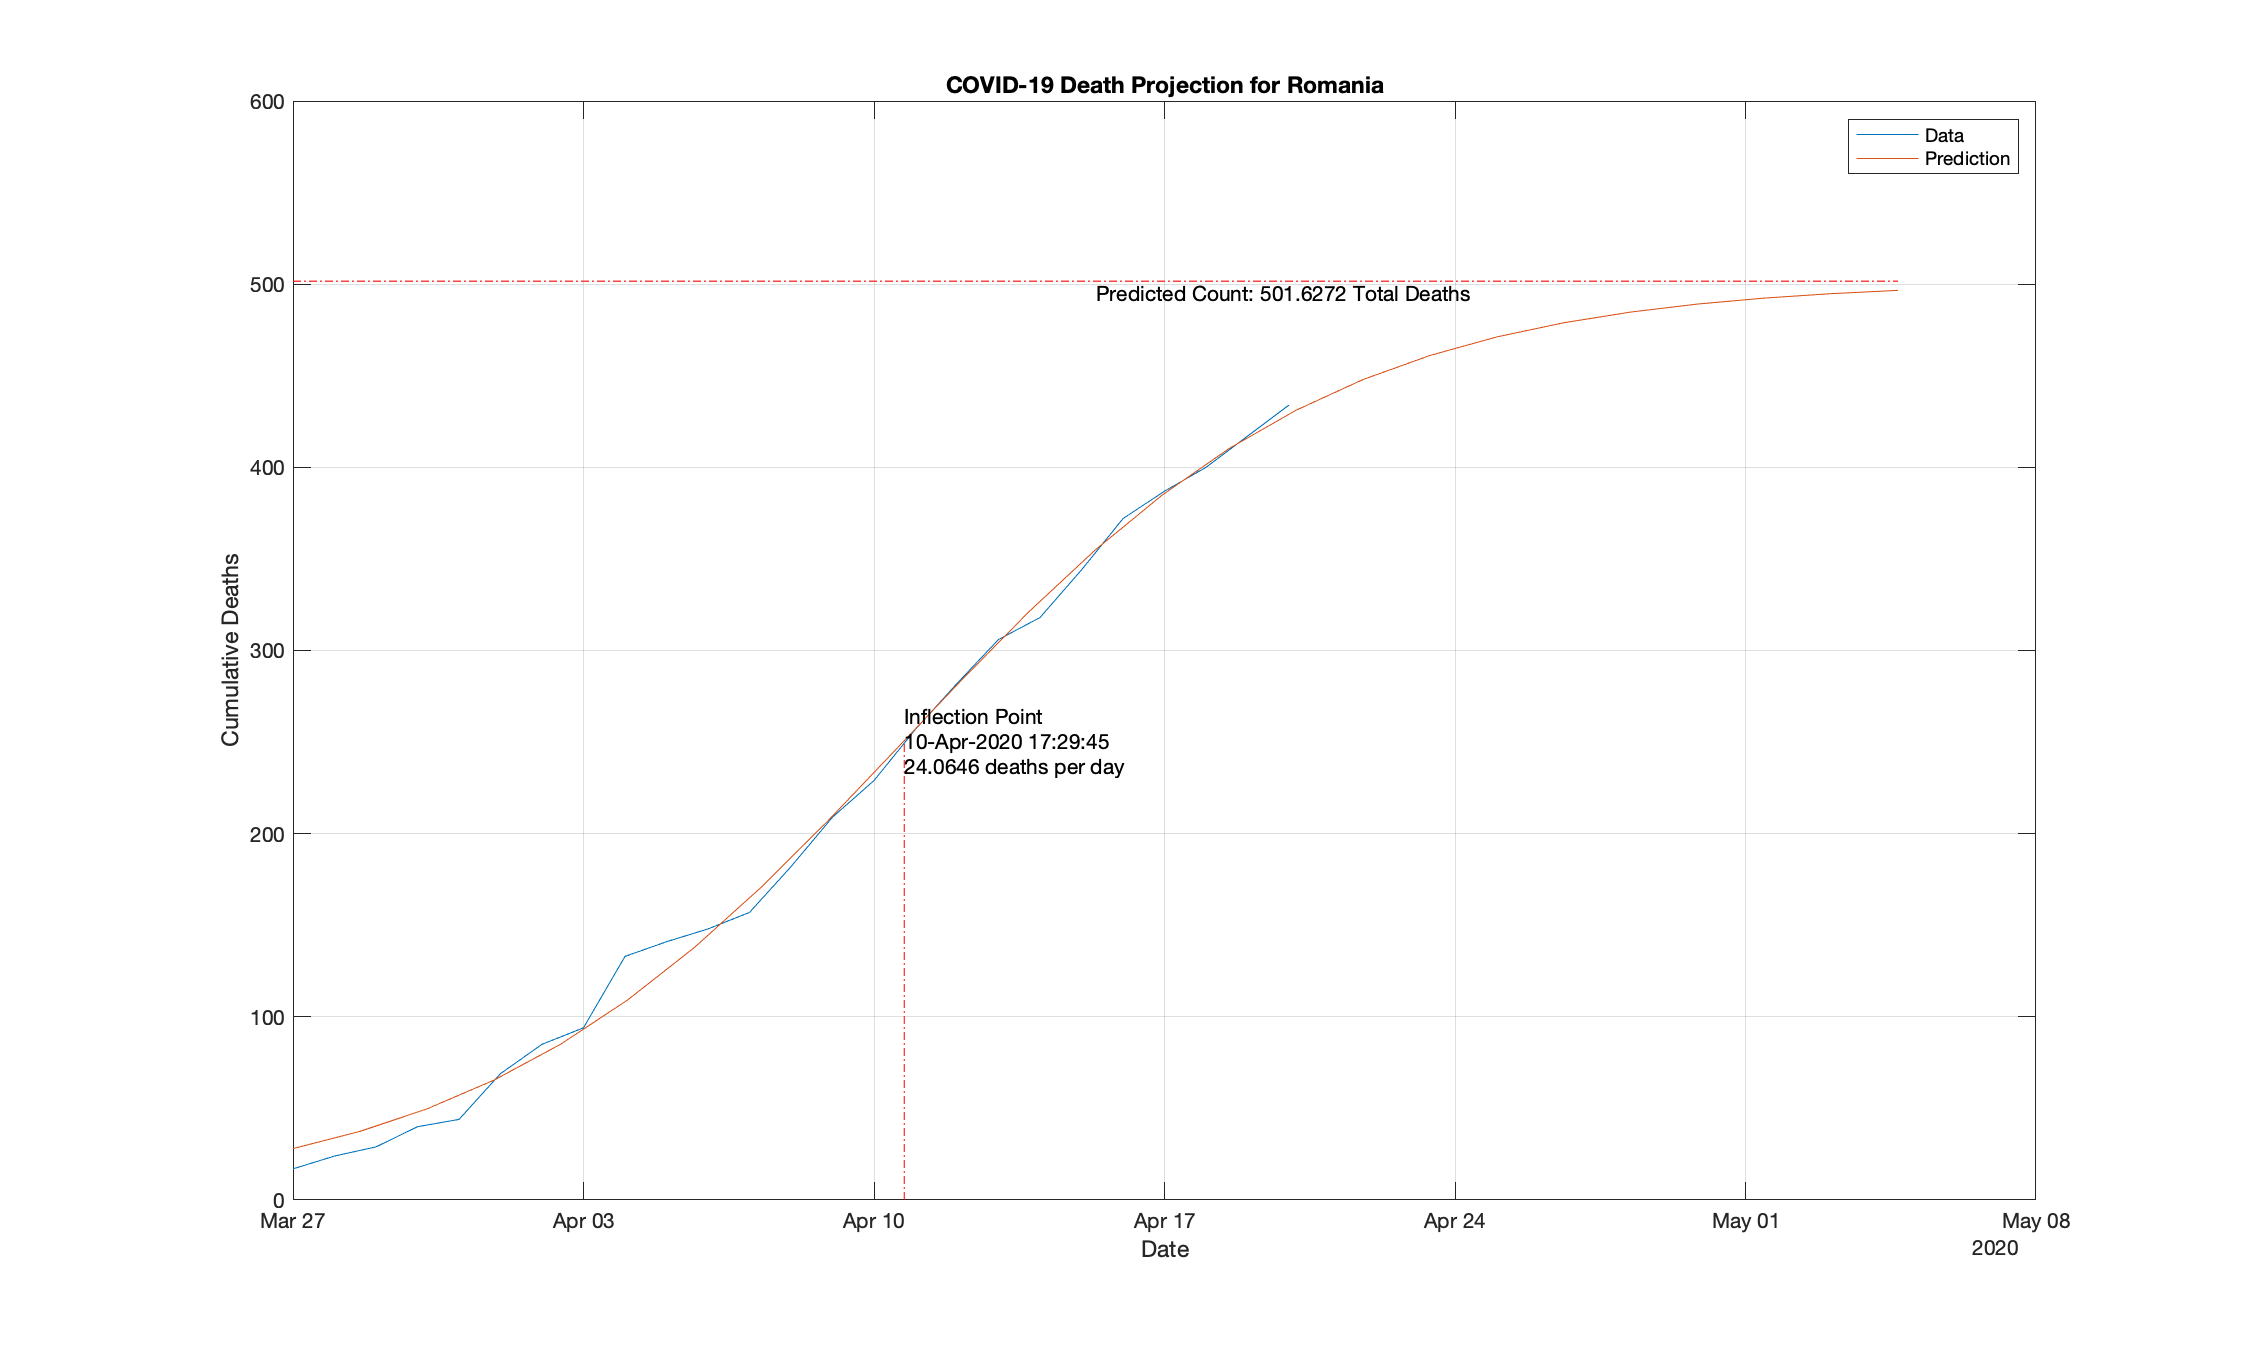 COVID-19 Death Projection for Romania
600
500
400
300
200
100
0
Cumulative Deaths
Data
Prediction
Predicted Count: 501.6272 Total Deaths
Inflection Point
10-Apr-2020 17:29:45
24.0646 deaths per day
Mar 27 Apr 03 Apr 10 Apr 17 Apr 24 May 01 May 08
Date
2020